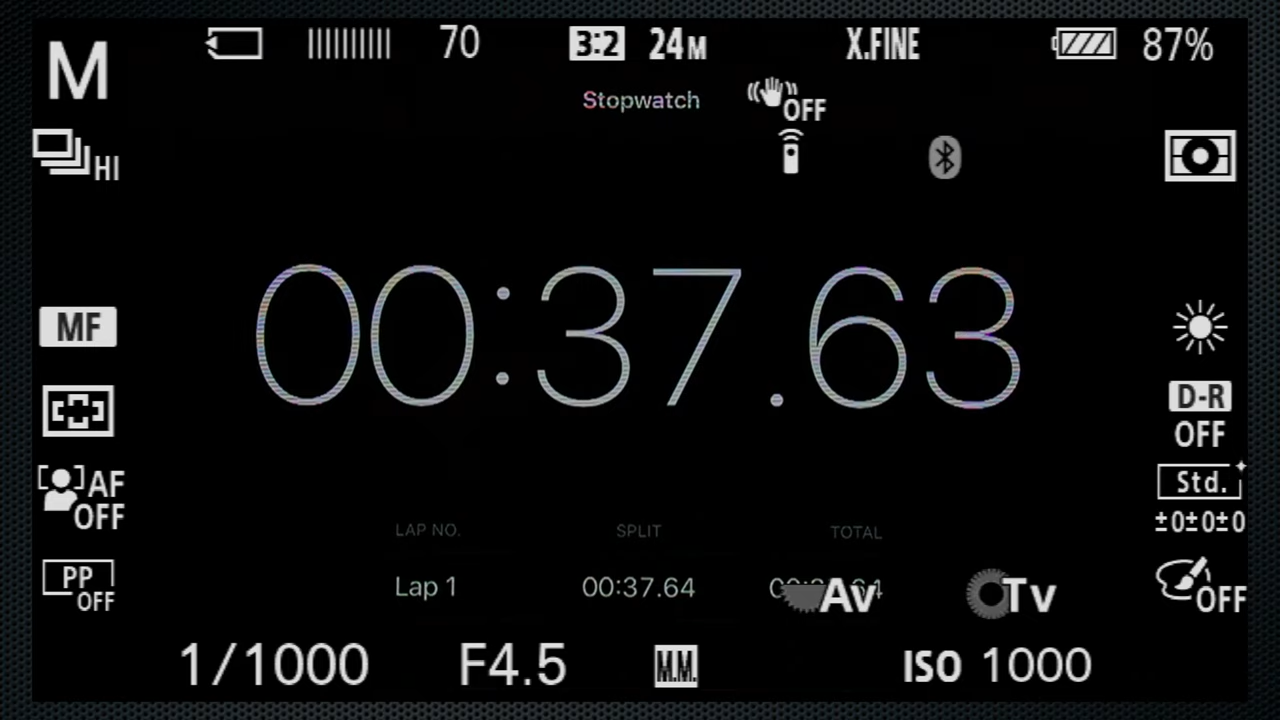 M 70 3:2 24M X.FINE 87%
Stopwatch OFF
HI
00:37.63
MF
D-R
OFF
AF
OFF
Std.
±0±0±0
LAP NO. SPLIT TOTAL
PP
OFF
Lap 1 00:37.64
Av Tv OFF
1/1000 F4.5 M.M. ISO 1000